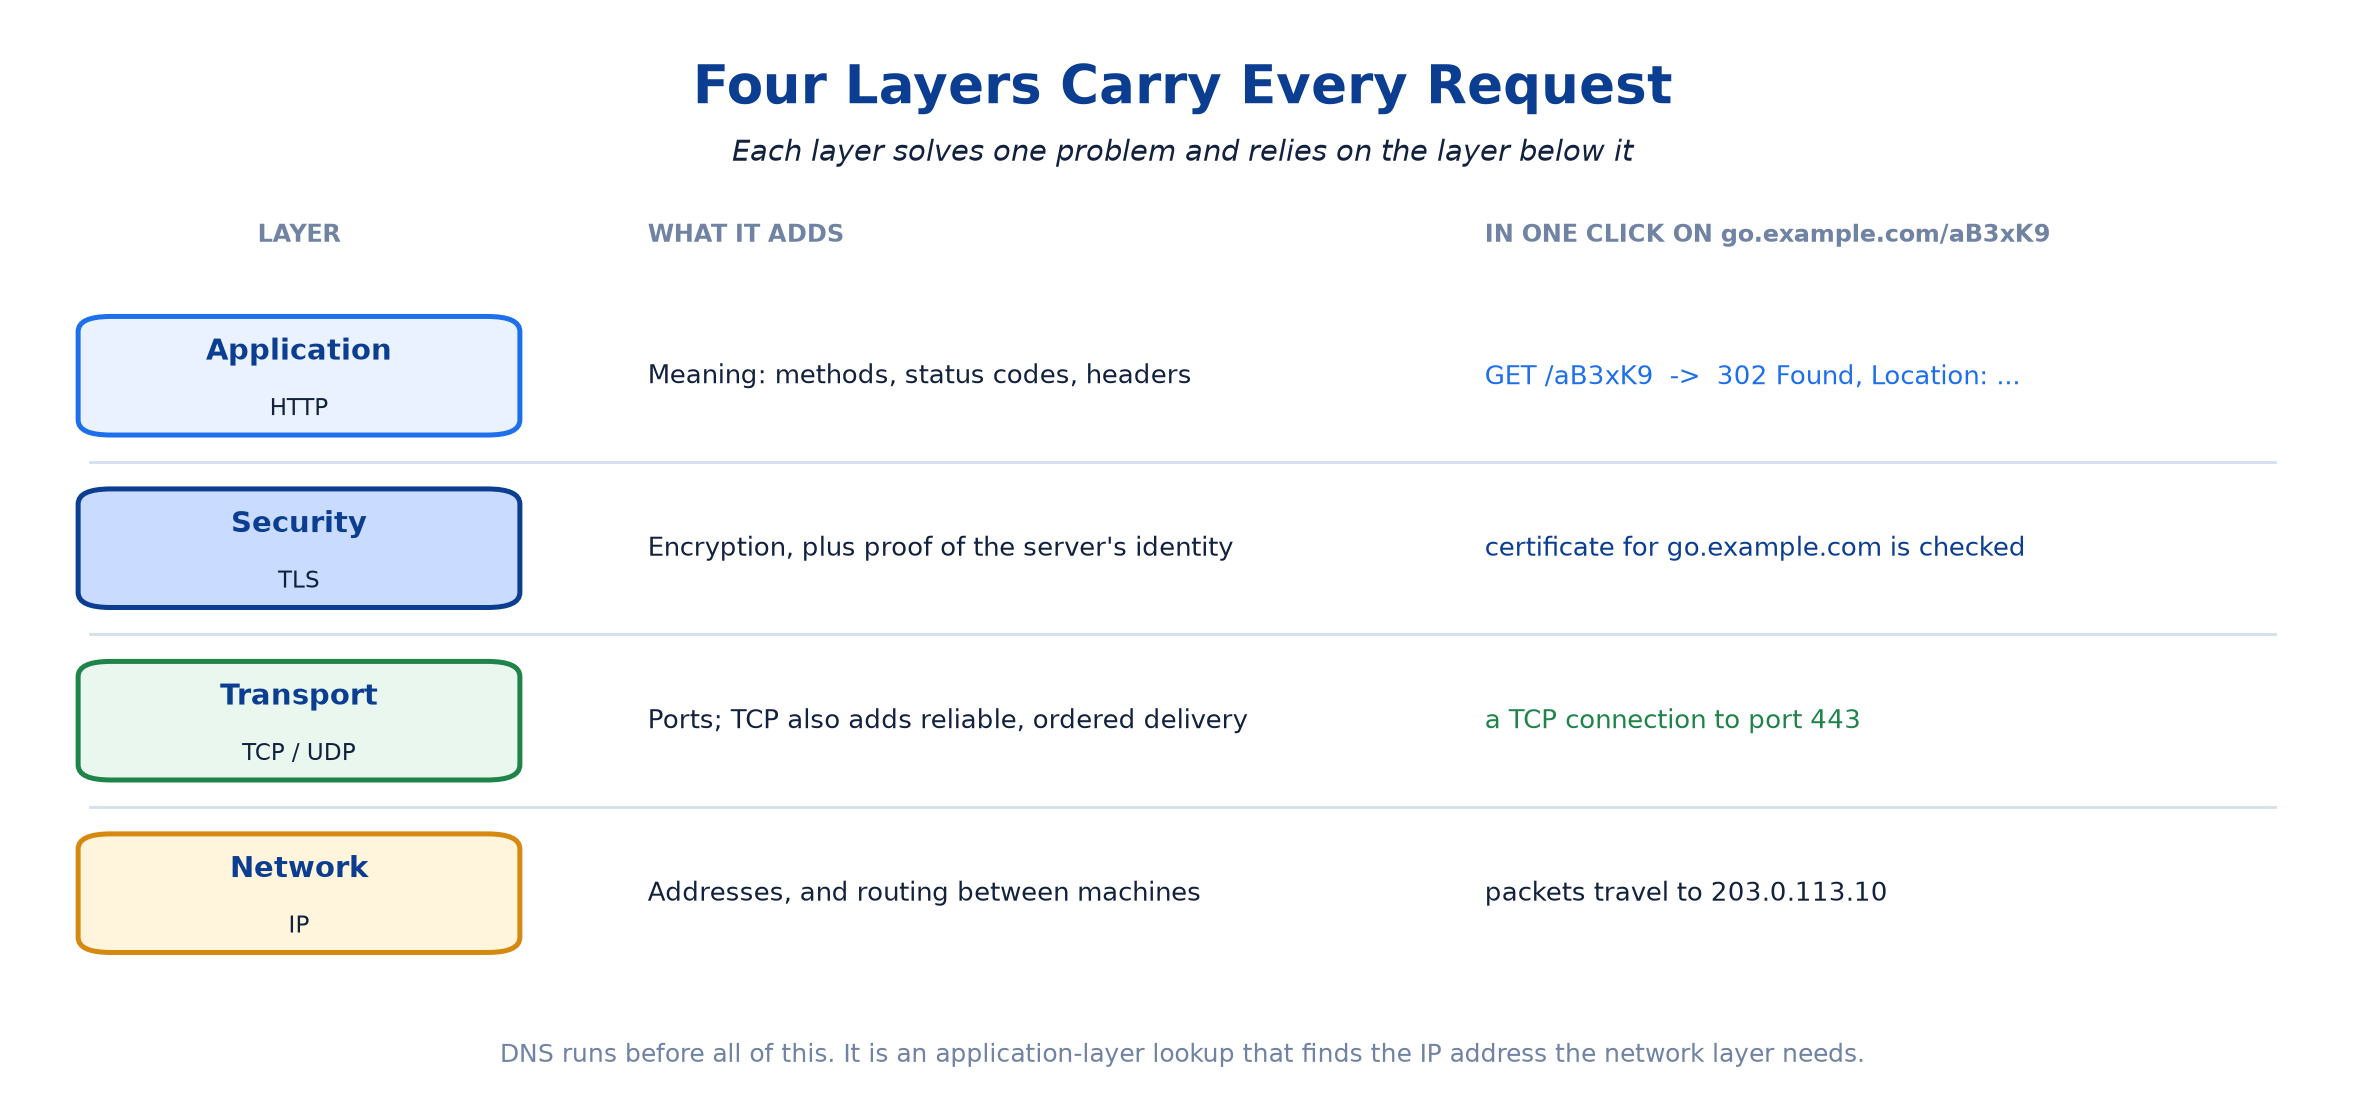 Four Layers Carry Every Request
Each layer solves one problem and relies on the layer below it
LAYER
WHAT IT ADDS
IN ONE CLICK ON go.example.com/aB3xK9
Application
HTTP
Meaning: methods, status codes, headers
GET /aB3xK9 -> 302 Found, Location: ...
Security
TLS
Encryption, plus proof of the server's identity
certificate for go.example.com is checked
Transport
TCP / UDP
Ports; TCP also adds reliable, ordered delivery
a TCP connection to port 443
Network
IP
Addresses, and routing between machines
packets travel to 203.0.113.10
DNS runs before all of this. It is an application-layer lookup that finds the IP address the network layer needs.